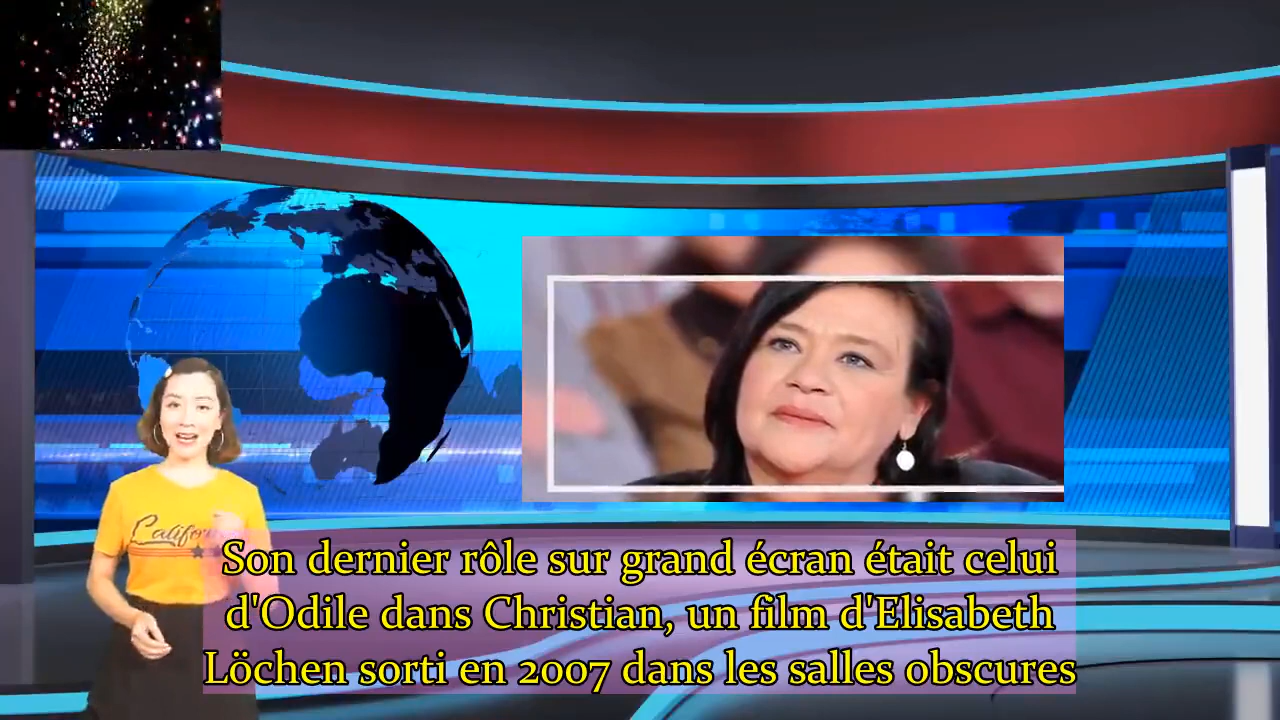 Son dernier rôle sur grand écran était celui
d'Odile dans Christian, un film d'Elisabeth
Löchen sorti en 2007 dans les salles obscures